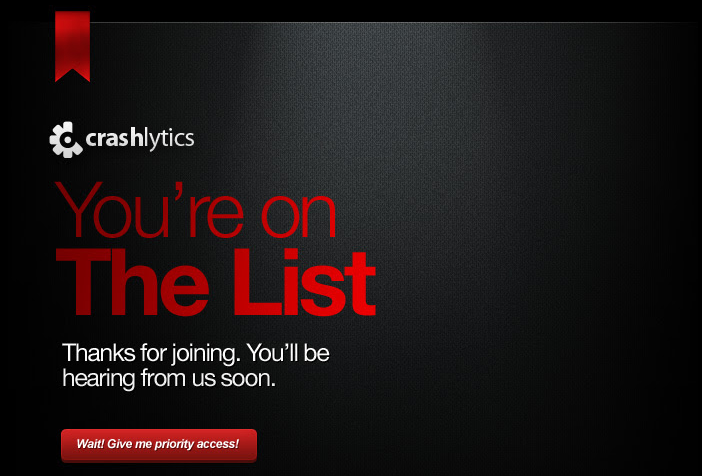 crashlytics
You're on
The List
Thanks for joining. You'll be
hearing from us soon.
Wait! Give me priority access!